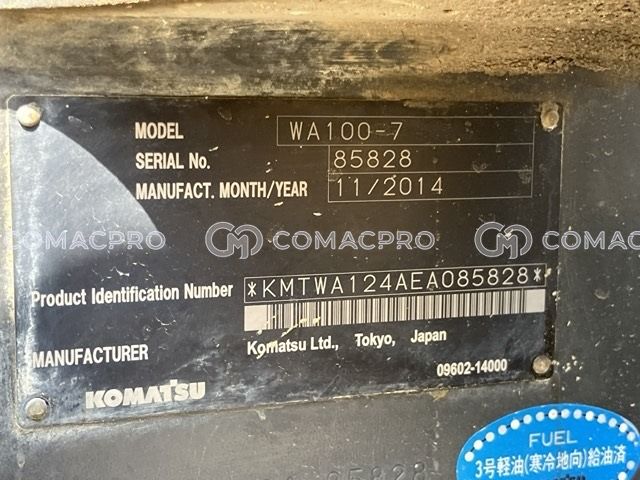 MODEL WA100-7
SERIAL No. 85828
MANUFACT. MONTH/YEAR 11/2014
COMACPRO COMACPRO COMACPRO
Product Identification Number *KMTWA124AEA085828*
MANUFACTURER Komatsu Ltd., Tokyo, Japan
09602-14000
KOMATSU
FUEL
3号軽油(寒冷地向)給油済
85828